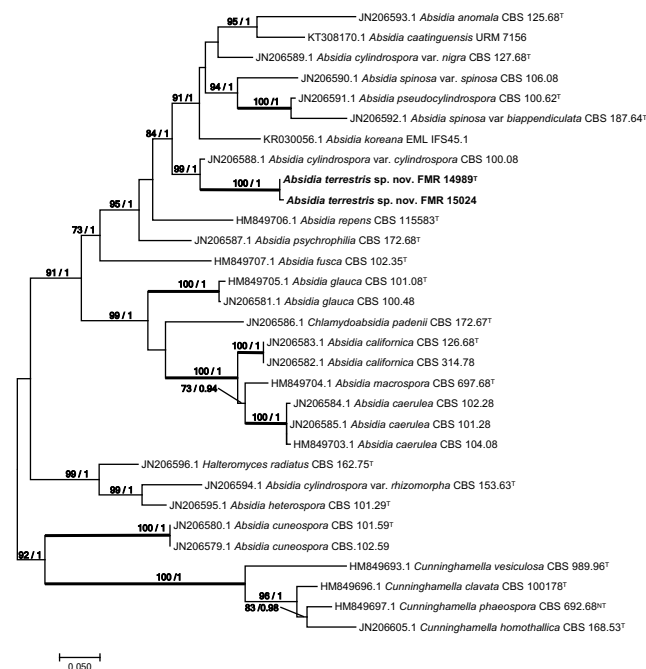 JN206593.1 Absidia anomala CBS 125.68ᵀ
95 / 1
KT308170.1 Absidia caatinguensis URM 7156
JN206589.1 Absidia cylindrospora var. nigra CBS 127.68ᵀ
JN206590.1 Absidia spinosa var. spinosa CBS 106.08
94 / 1
91/ 1
JN206591.1 Absidia pseudocylindrospora CBS 100.62ᵀ
100 / 1
JN206592.1 Absidia spinosa var biappendiculata CBS 187.64ᵀ
84 / 1
KR030056.1 Absidia koreana EML IFS45.1
JN206588.1 Absidia cylindrospora var. cylindrospora CBS 100.08
99 / 1
Absidia terrestris sp. nov. FMR 14989ᵀ
100 / 1
Absidia terrestris sp. nov. FMR 15024
95 / 1
HM849706.1 Absidia repens CBS 115583ᵀ
73 / 1
JN206587.1 Absidia psychrophilia CBS 172.68ᵀ
HM849707.1 Absidia fusca CBS 102.35ᵀ
91 / 1
HM849705.1 Absidia glauca CBS 101.08ᵀ
100 / 1
JN206581.1 Absidia glauca CBS 100.48
99 / 1
JN206586.1 Chlamydoabsidia padenii CBS 172.67ᵀ
JN206583.1 Absidia californica CBS 126.68ᵀ
100 / 1
JN206582.1 Absidia californica CBS 314.78
100 / 1
HM849704.1 Absidia macrospora CBS 697.68ᵀ
73 / 0.94
JN206584.1 Absidia caerulea CBS 102.28
100 / 1
JN206585.1 Absidia caerulea CBS 101.28
HM849703.1 Absidia caerulea CBS 104.08
JN206596.1 Halteromyces radiatus CBS 162.75ᵀ
99 / 1
JN206594.1 Absidia cylindrospora var. rhizomorpha CBS 153.63ᵀ
99 / 1
JN206595.1 Absidia heterospora CBS 101.29ᵀ
JN206580.1 Absidia cuneospora CBS 101.59ᵀ
100 / 1
JN206579.1 Absidia cuneospora CBS.102.59
92 / 1
HM849693.1 Cunninghamella vesiculosa CBS 989.96ᵀ
100 /1
HM849696.1 Cunninghamella clavata CBS 100178ᵀ
96 / 1
83 /0.98
HM849697.1 Cunninghamella phaeospora CBS 692.68ᴺᵀ
JN206605.1 Cunninghamella homothallica CBS 168.53ᵀ
0.050